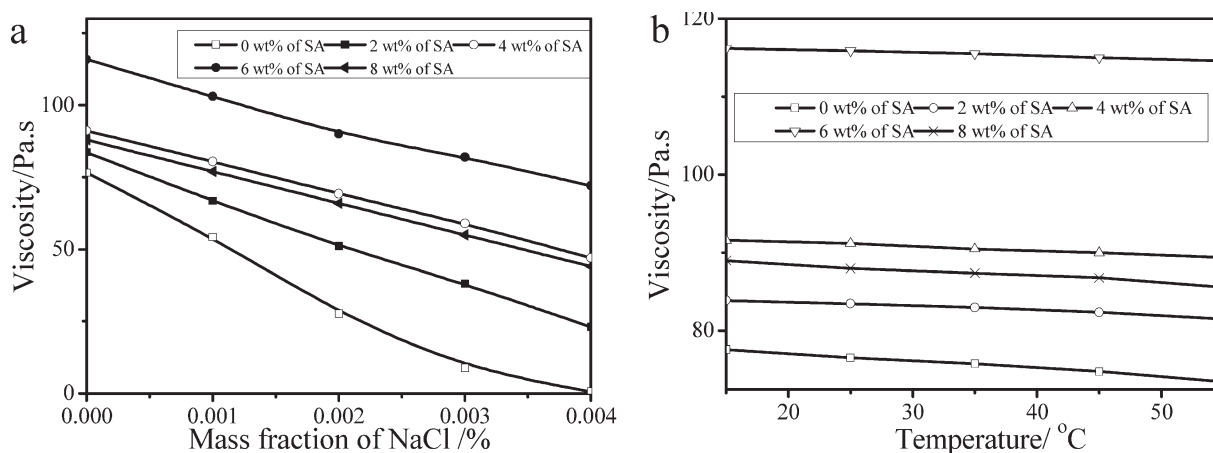 a
0 wt% of SA 2 wt% of SA 4 wt% of SA
6 wt% of SA 8 wt% of SA
100
50
0
Viscosity/Pa.s
0.000 0.001 0.002 0.003 0.004
Mass fraction of NaCl /%
b
120
0 wt% of SA 2 wt% of SA 4 wt% of SA
6 wt% of SA 8 wt% of SA
100
80
Viscosity/Pa.s
20 30 40 50
Temperature/ °C